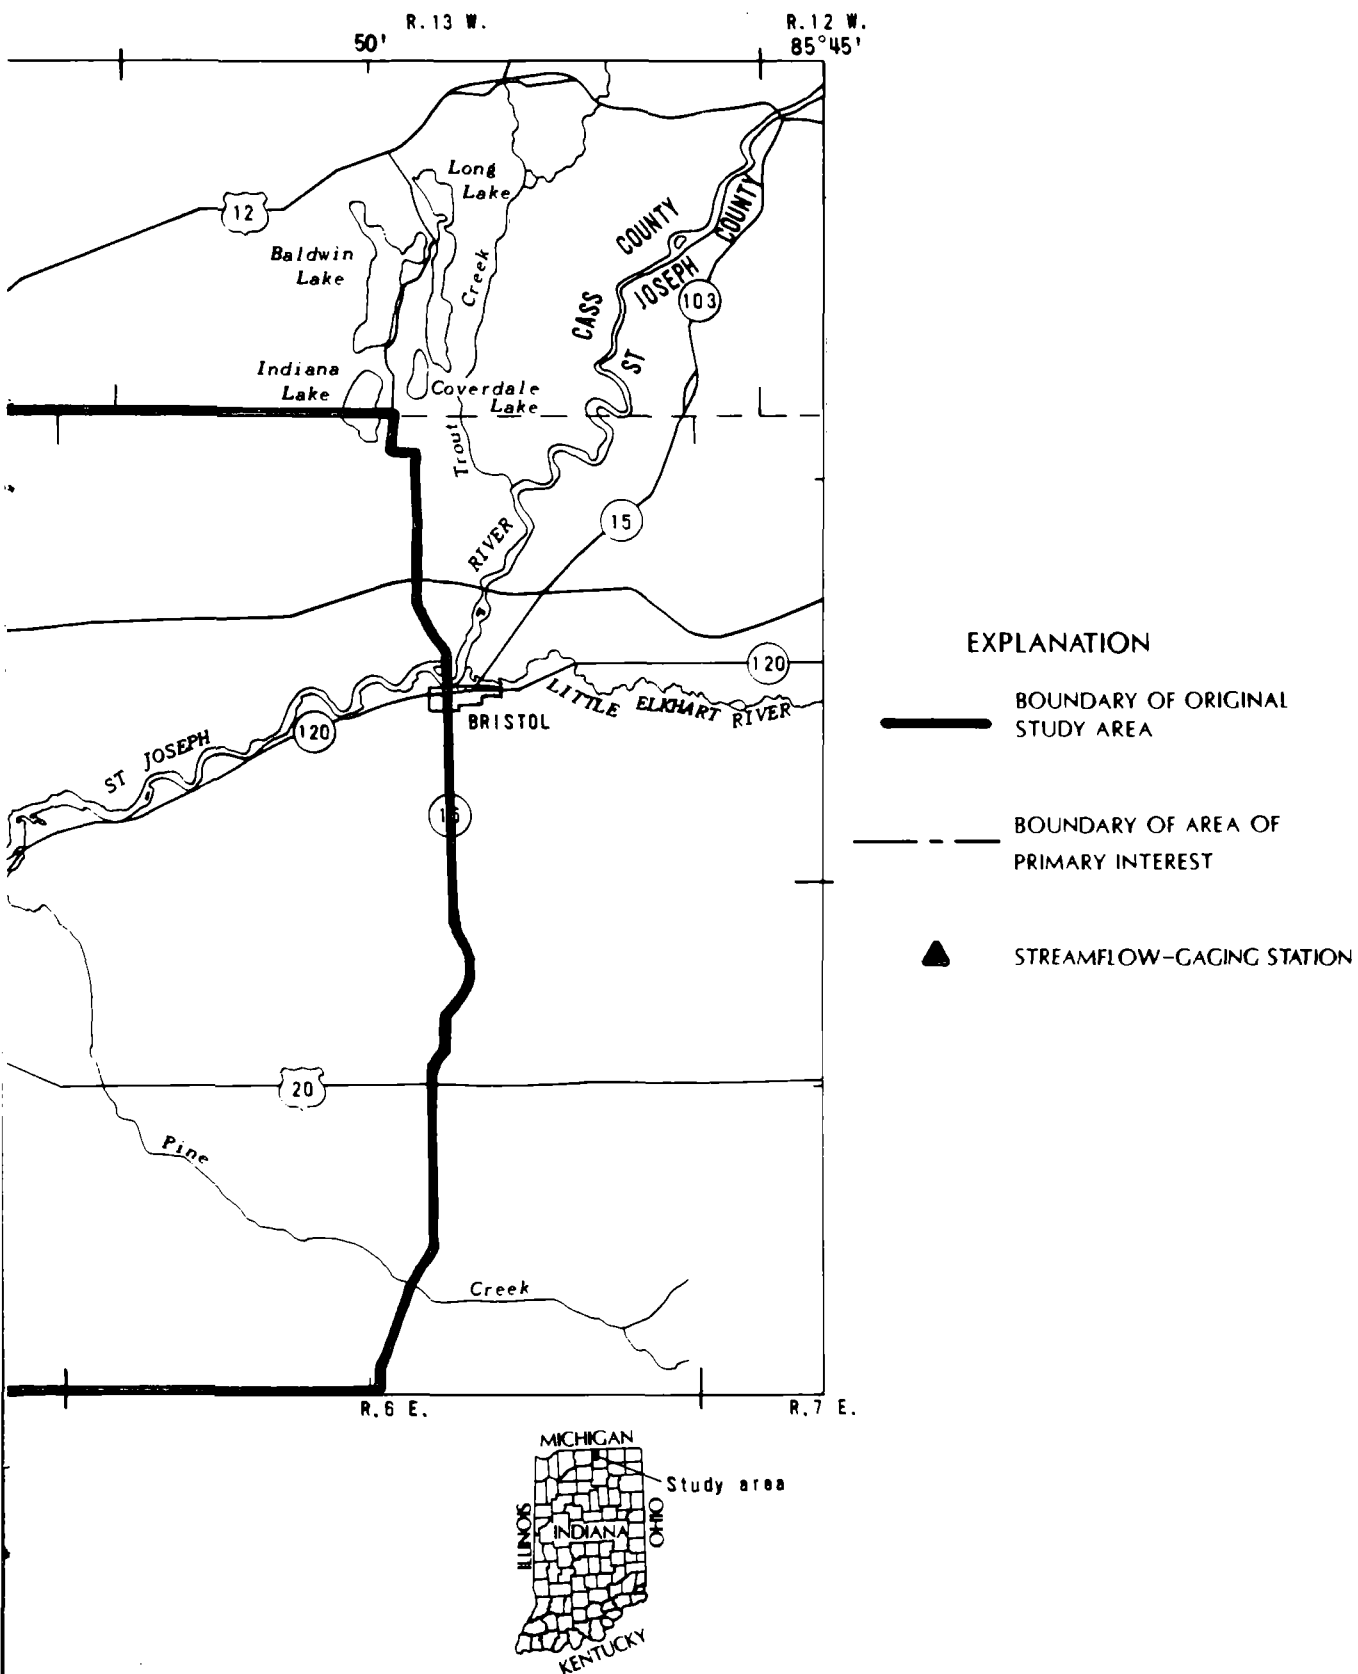 R.13 W.
R.12 W.
50'
85°45'
Long
Lake
12
Baldwin
Lake
Creek
COUNTY
COUNTY
CASS
ST
JOSEPH
103
Indiana
Lake
Coverdale
Lake
Trout
RIVER
15
120
LITTLE ELKHART RIVER
BRISTOL
ST JOSEPH
120
15
20
Pine
Creek
R.6 E.
R.7 E.
EXPLANATION
BOUNDARY OF ORIGINAL
STUDY AREA
BOUNDARY OF AREA OF
PRIMARY INTEREST
STREAMFLOW-GAGING STATION
MICHIGAN
Study area
ILLINOIS
INDIANA
OHIO
KENTUCKY